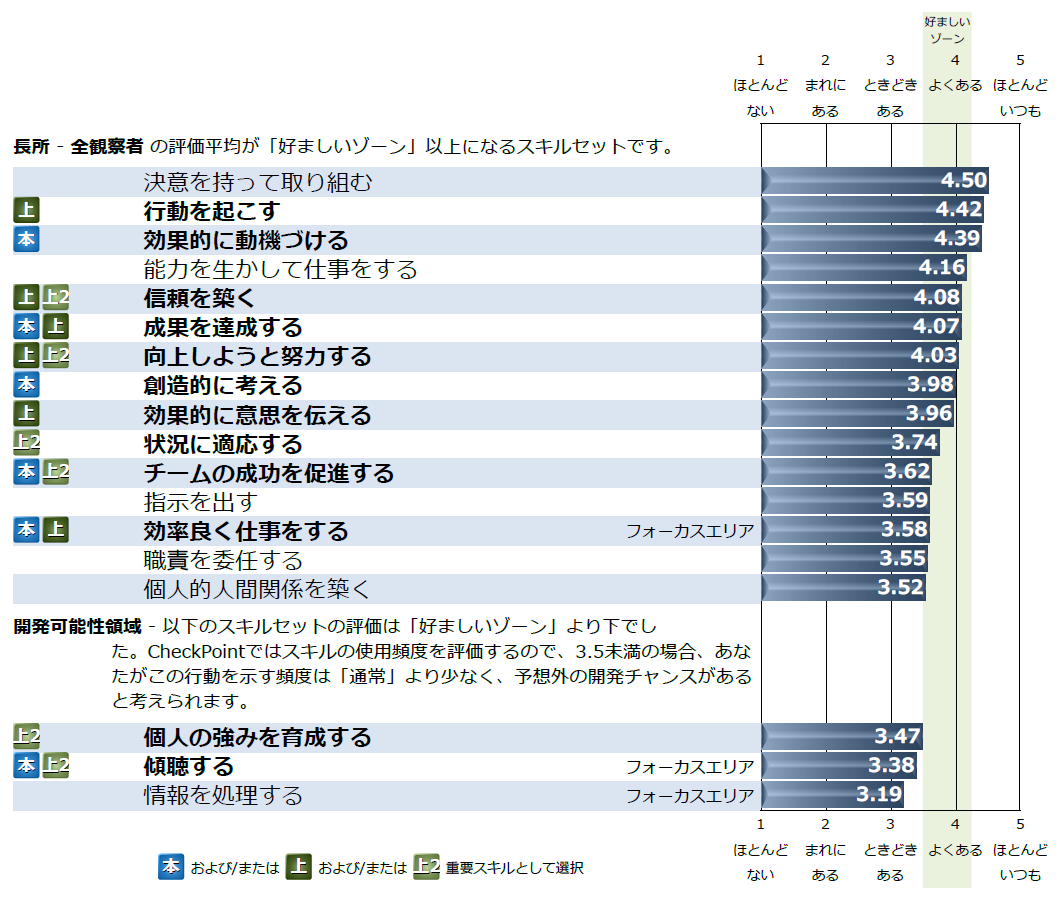 好ましい
ゾーン
1 2 3 4 5
ほとんど まれに ときどき よくある ほとんど
ない ある ある いつも
長所 - 全観察者 の評価平均が「好ましいゾーン」以上になるスキルセットです。
決意を持って取り組む 4.50
上 行動を起こす 4.42
本 効果的に動機づける 4.39
能力を生かして仕事をする 4.16
上 上2 信頼を築く 4.08
本 上 成果を達成する 4.07
上 上2 向上しようと努力する 4.03
本 創造的に考える 3.98
上 効果的に意思を伝える 3.96
上2 状況に適応する 3.74
本 上2 チームの成功を促進する 3.62
指示を出す 3.59
本 上 効率良く仕事をする フォーカスエリア 3.58
職責を委任する 3.55
個人的人間関係を築く 3.52
開発可能性領域 - 以下のスキルセットの評価は「好ましいゾーン」より下でし
た。CheckPointではスキルの使用頻度を評価するので、3.5未満の場合、あな
たがこの行動を示す頻度は「通常」より少なく、予想外の開発チャンスがある
と考えられます。
上2 個人の強みを育成する 3.47
本 上2 傾聴する フォーカスエリア 3.38
情報を処理する フォーカスエリア 3.19
1 2 3 4 5
ほとんど まれに ときどき よくある ほとんど
ない ある ある いつも
本 および/または 上 および/または 上2 重要スキルとして選択